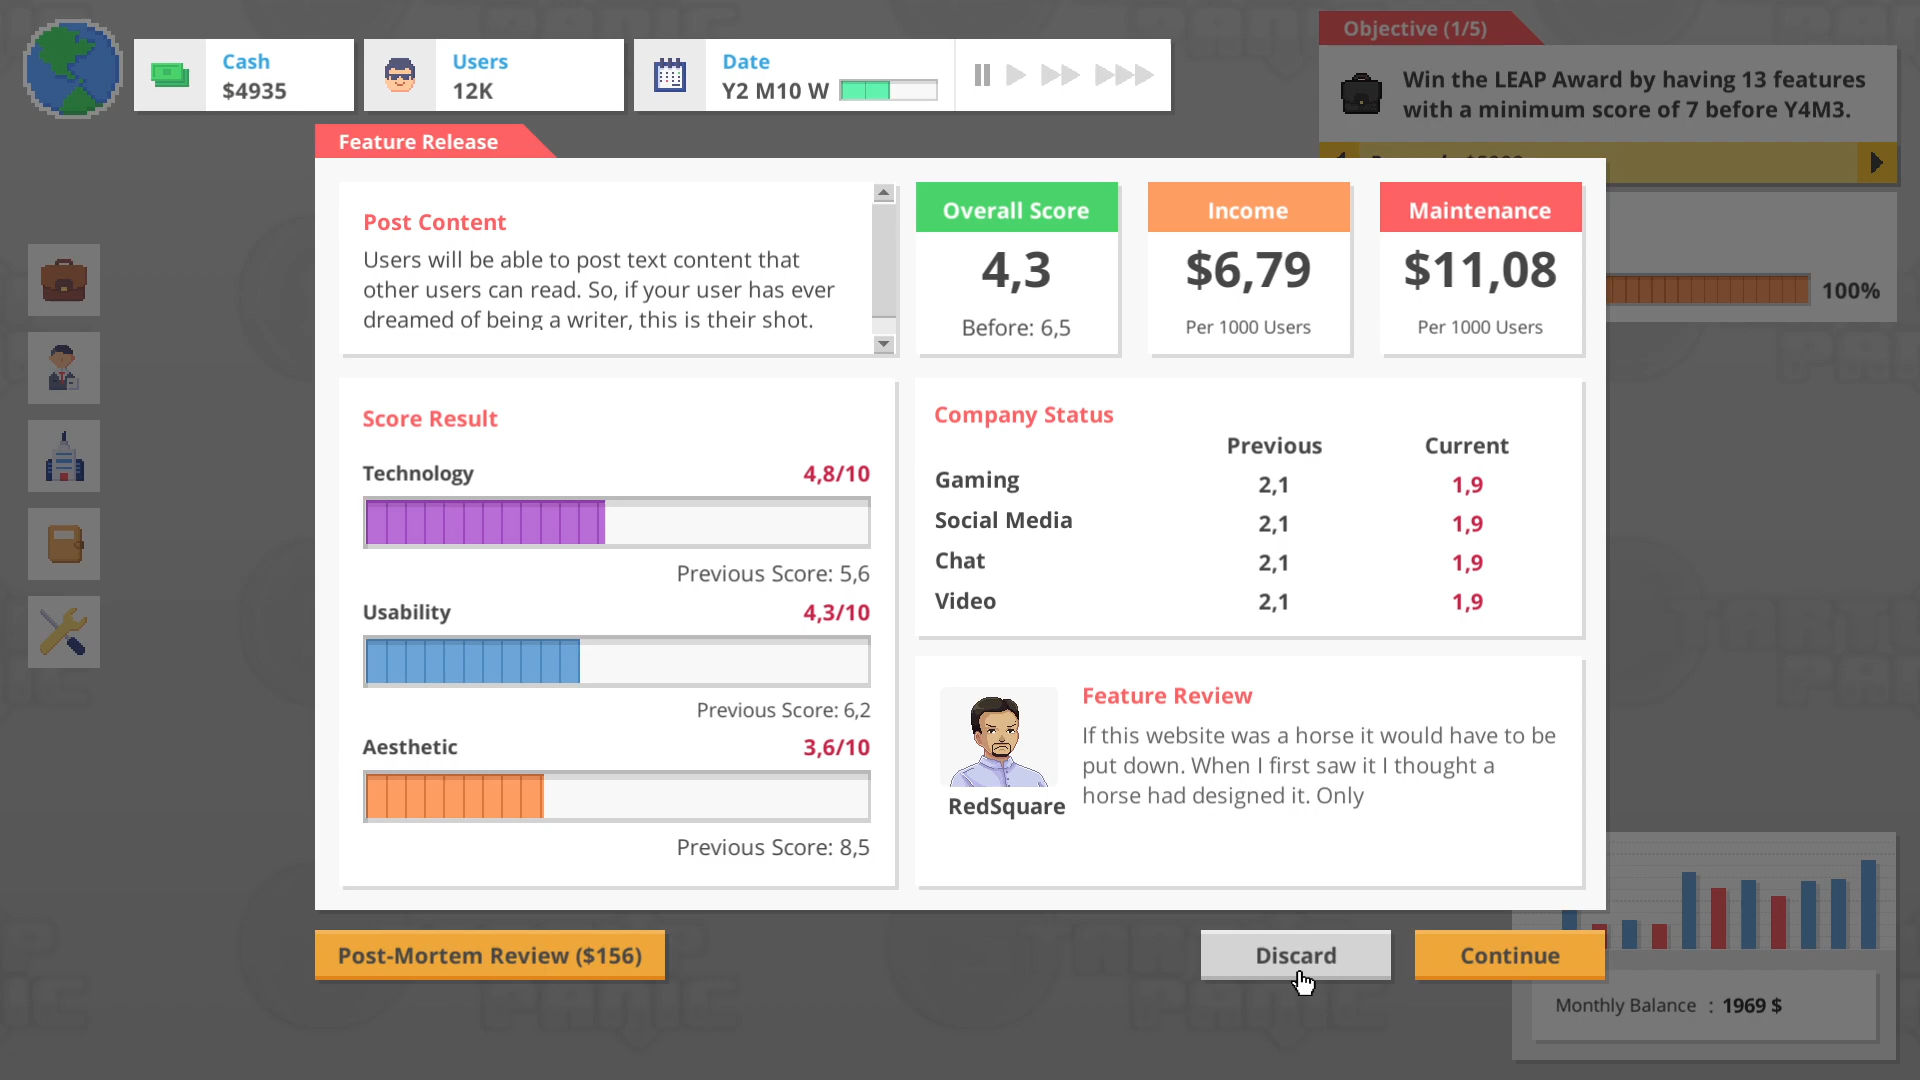 Cash
$4935
Users
12K
Date
Y2 M10 W
Objective (1/5)
Win the LEAP Award by having 13 features
with a minimum score of 7 before Y4M3.
Feature Release
Post Content
Users will be able to post text content that
other users can read. So, if your user has ever
dreamed of being a writer, this is their shot.
Overall Score
4,3
Before: 6,5
Income
$6,79
Per 1000 Users
Maintenance
$11,08
Per 1000 Users
100%
Score Result
Technology 4,8/10
Previous Score: 5,6
Usability 4,3/10
Previous Score: 6,2
Aesthetic 3,6/10
Previous Score: 8,5
Company Status
Previous Current
Gaming 2,1 1,9
Social Media 2,1 1,9
Chat 2,1 1,9
Video 2,1 1,9
Feature Review
If this website was a horse it would have to be
put down. When I first saw it I thought a
horse had designed it. Only
RedSquare
Post-Mortem Review ($156)
Discard
Continue
Monthly Balance : 1969 $